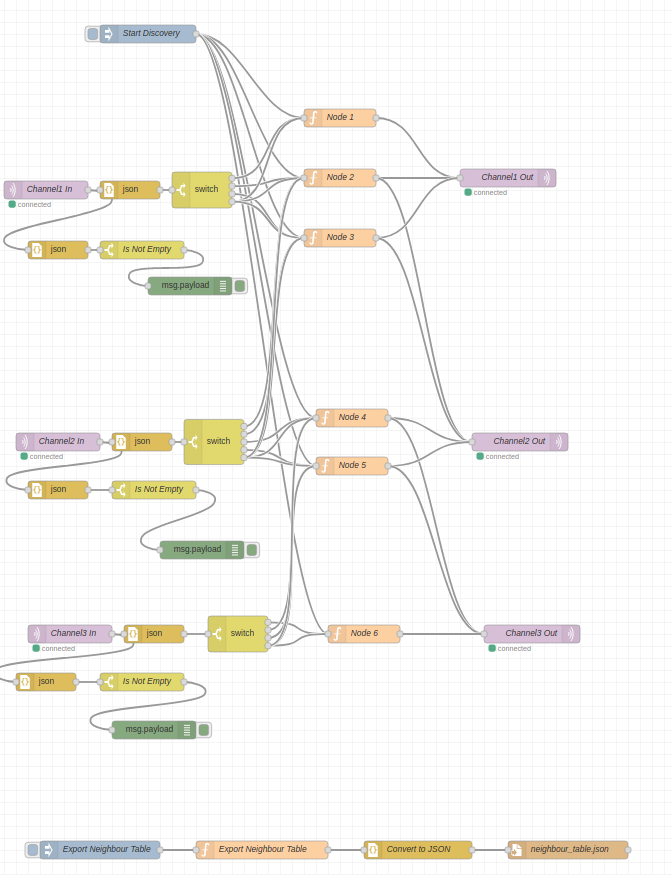 Start Discovery
Node 1
Channel1 In
json
switch
Node 2
Channel1 Out
connected
connected
Node 3
json
Is Not Empty
msg.payload
Node 4
Channel2 In
json
switch
Channel2 Out
connected
connected
Node 5
json
Is Not Empty
msg.payload
Channel3 In
json
switch
Node 6
Channel3 Out
connected
connected
json
Is Not Empty
msg.payload
Export Neighbour Table
Export Neighbour Table
Convert to JSON
neighbour_table.json